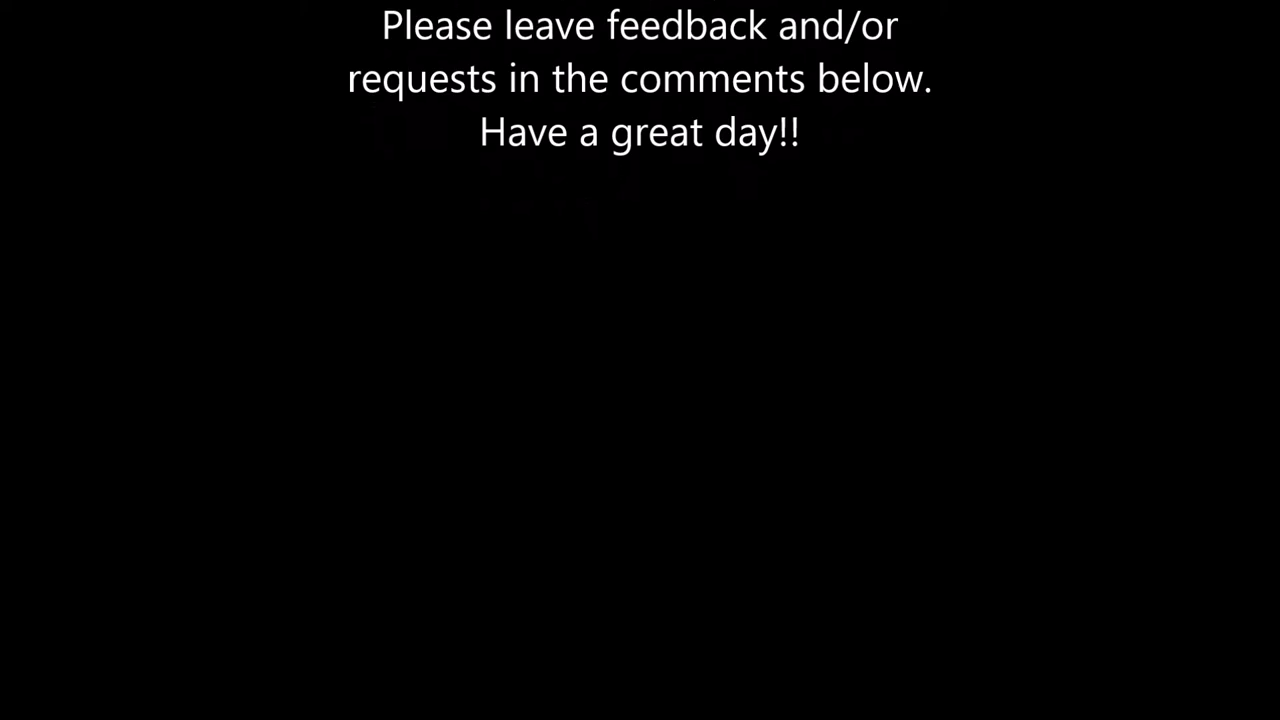 Please leave feedback and/or
requests in the comments below.
Have a great day!!